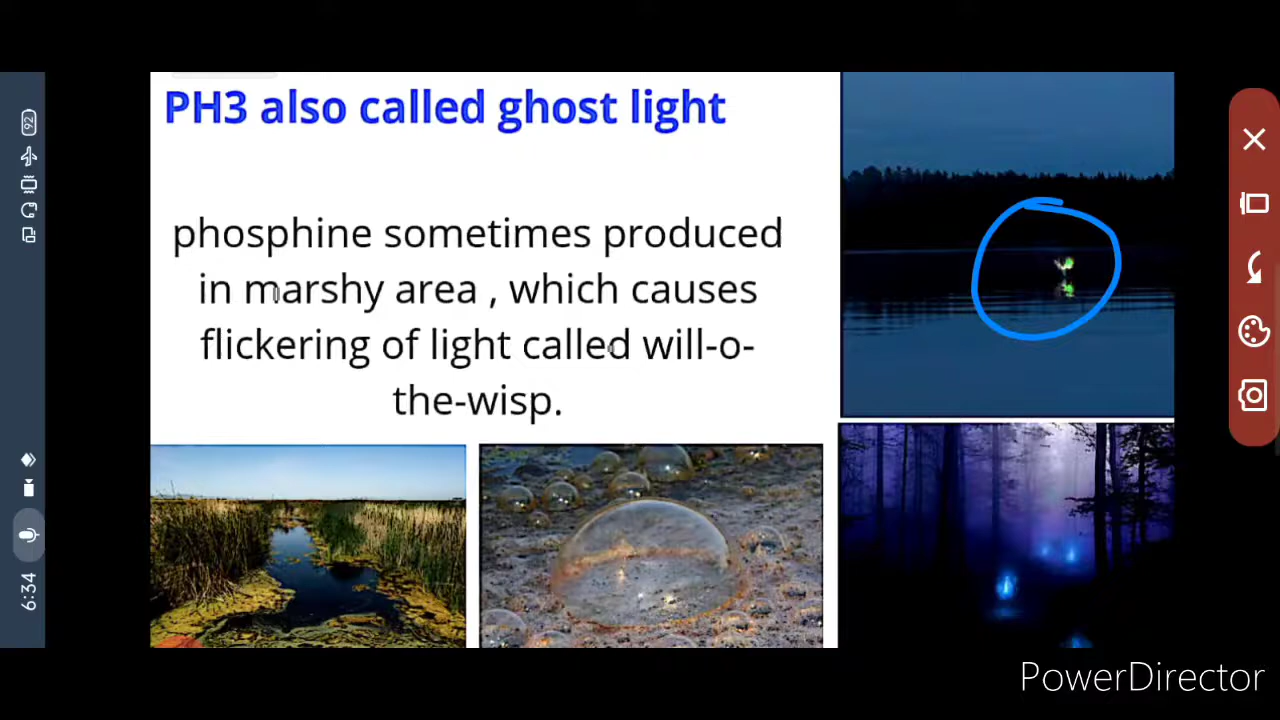 PH3 also called ghost light
phosphine sometimes produced
in marshy area , which causes
flickering of light called will-o-
the-wisp.
92
6:34
PowerDirector